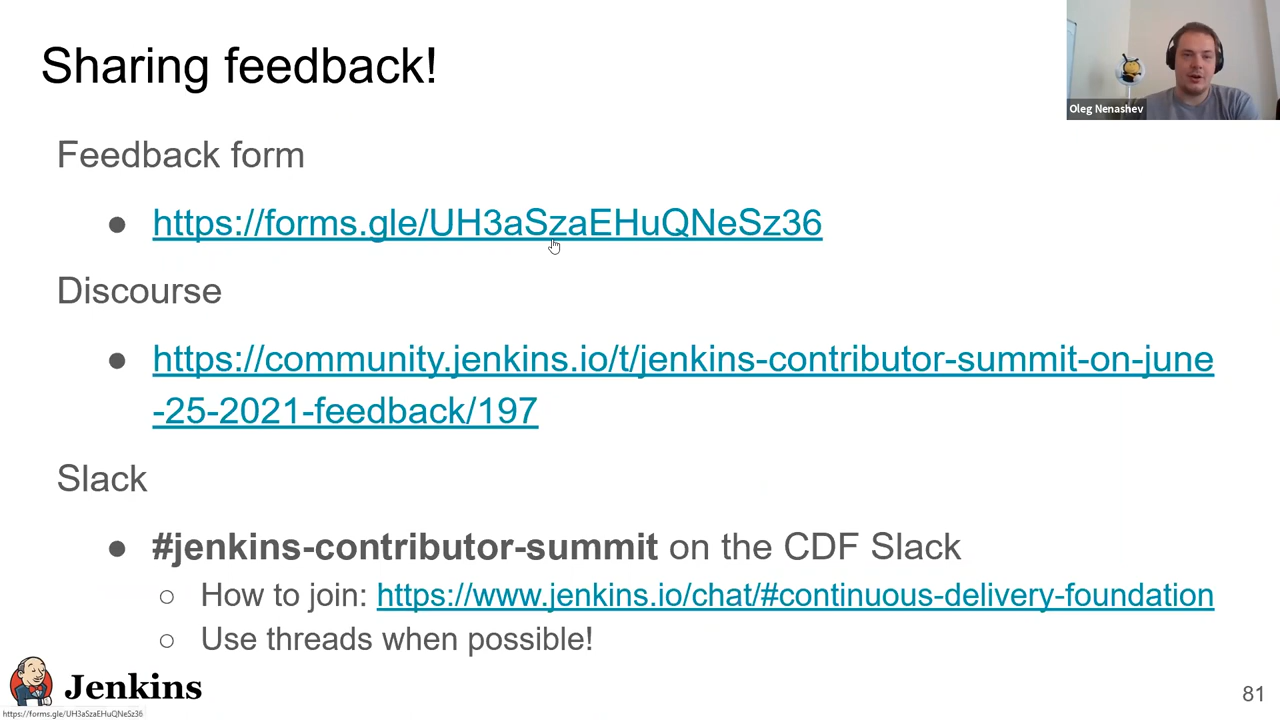 Sharing feedback!
Oleg Nenashev
Feedback form
● https://forms.gle/UH3aSzaEHuQNeSz36
Discourse
● https://community.jenkins.io/t/jenkins-contributor-summit-on-june
-25-2021-feedback/197
Slack
● #jenkins-contributor-summit on the CDF Slack
○ How to join: https://www.jenkins.io/chat/#continuous-delivery-foundation
○ Use threads when possible!
Jenkins
81
https://forms.gle/UH3aSzaEHuQNeSz36